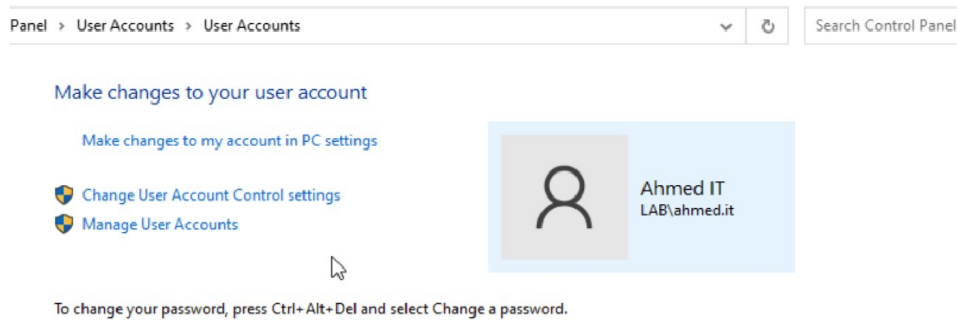 Panel > User Accounts > User Accounts
Search Control Panel
Make changes to your user account
Make changes to my account in PC settings
Change User Account Control settings
Manage User Accounts
Ahmed IT
LAB\ahmed.it
To change your password, press Ctrl+Alt+Del and select Change a password.